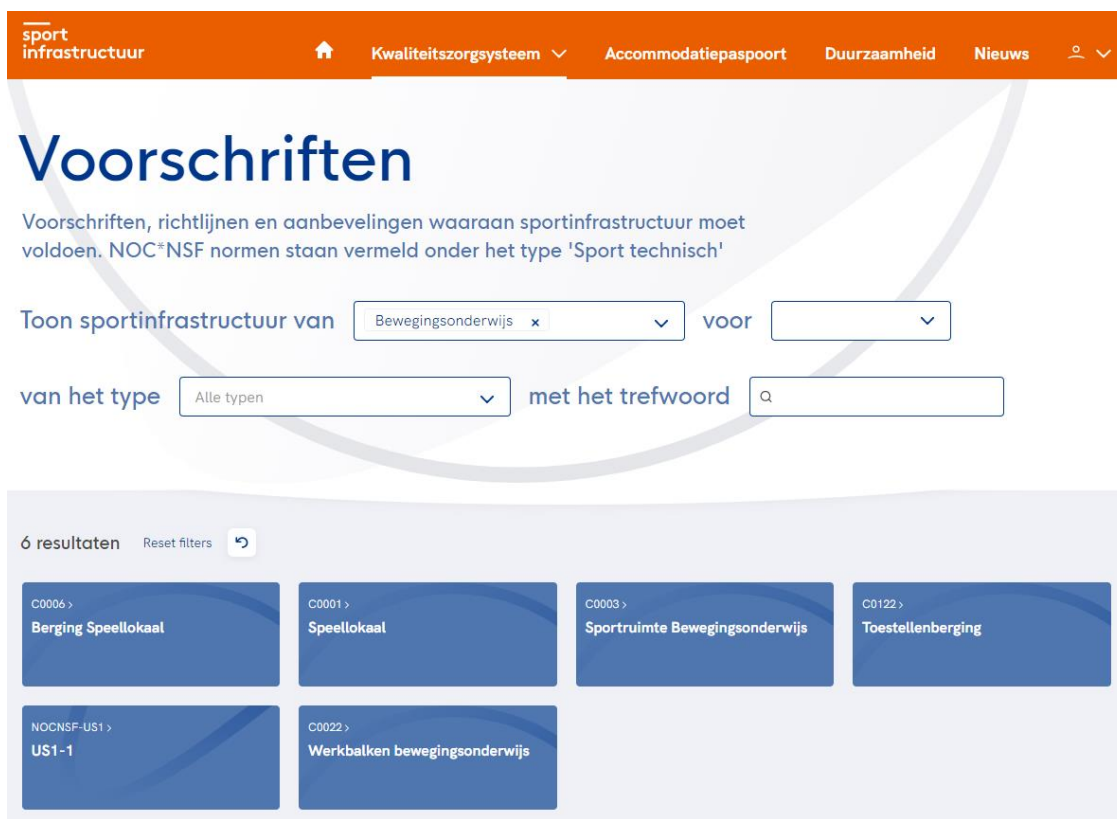 sport
infrastructuur
Kwaliteitszorgsysteem
Accommodatiepaspoort
Duurzaamheid
Nieuws
Voorschriften
Voorschriften, richtlijnen en aanbevelingen waaraan sportinfrastructuur moet
voldoen. NOC*NSF normen staan vermeld onder het type 'Sport technisch'
Toon sportinfrastructuur van Bewegingsonderwijs x voor
van het type Alle typen met het trefwoord
6 resultaten Reset filters
C0006 >
Berging Speellokaal
C0001 >
Speellokaal
C0003 >
Sportruimte Bewegingsonderwijs
C0122 >
Toestellenberging
NOCNSF-US1 >
US1-1
C0022 >
Werkbalken bewegingsonderwijs